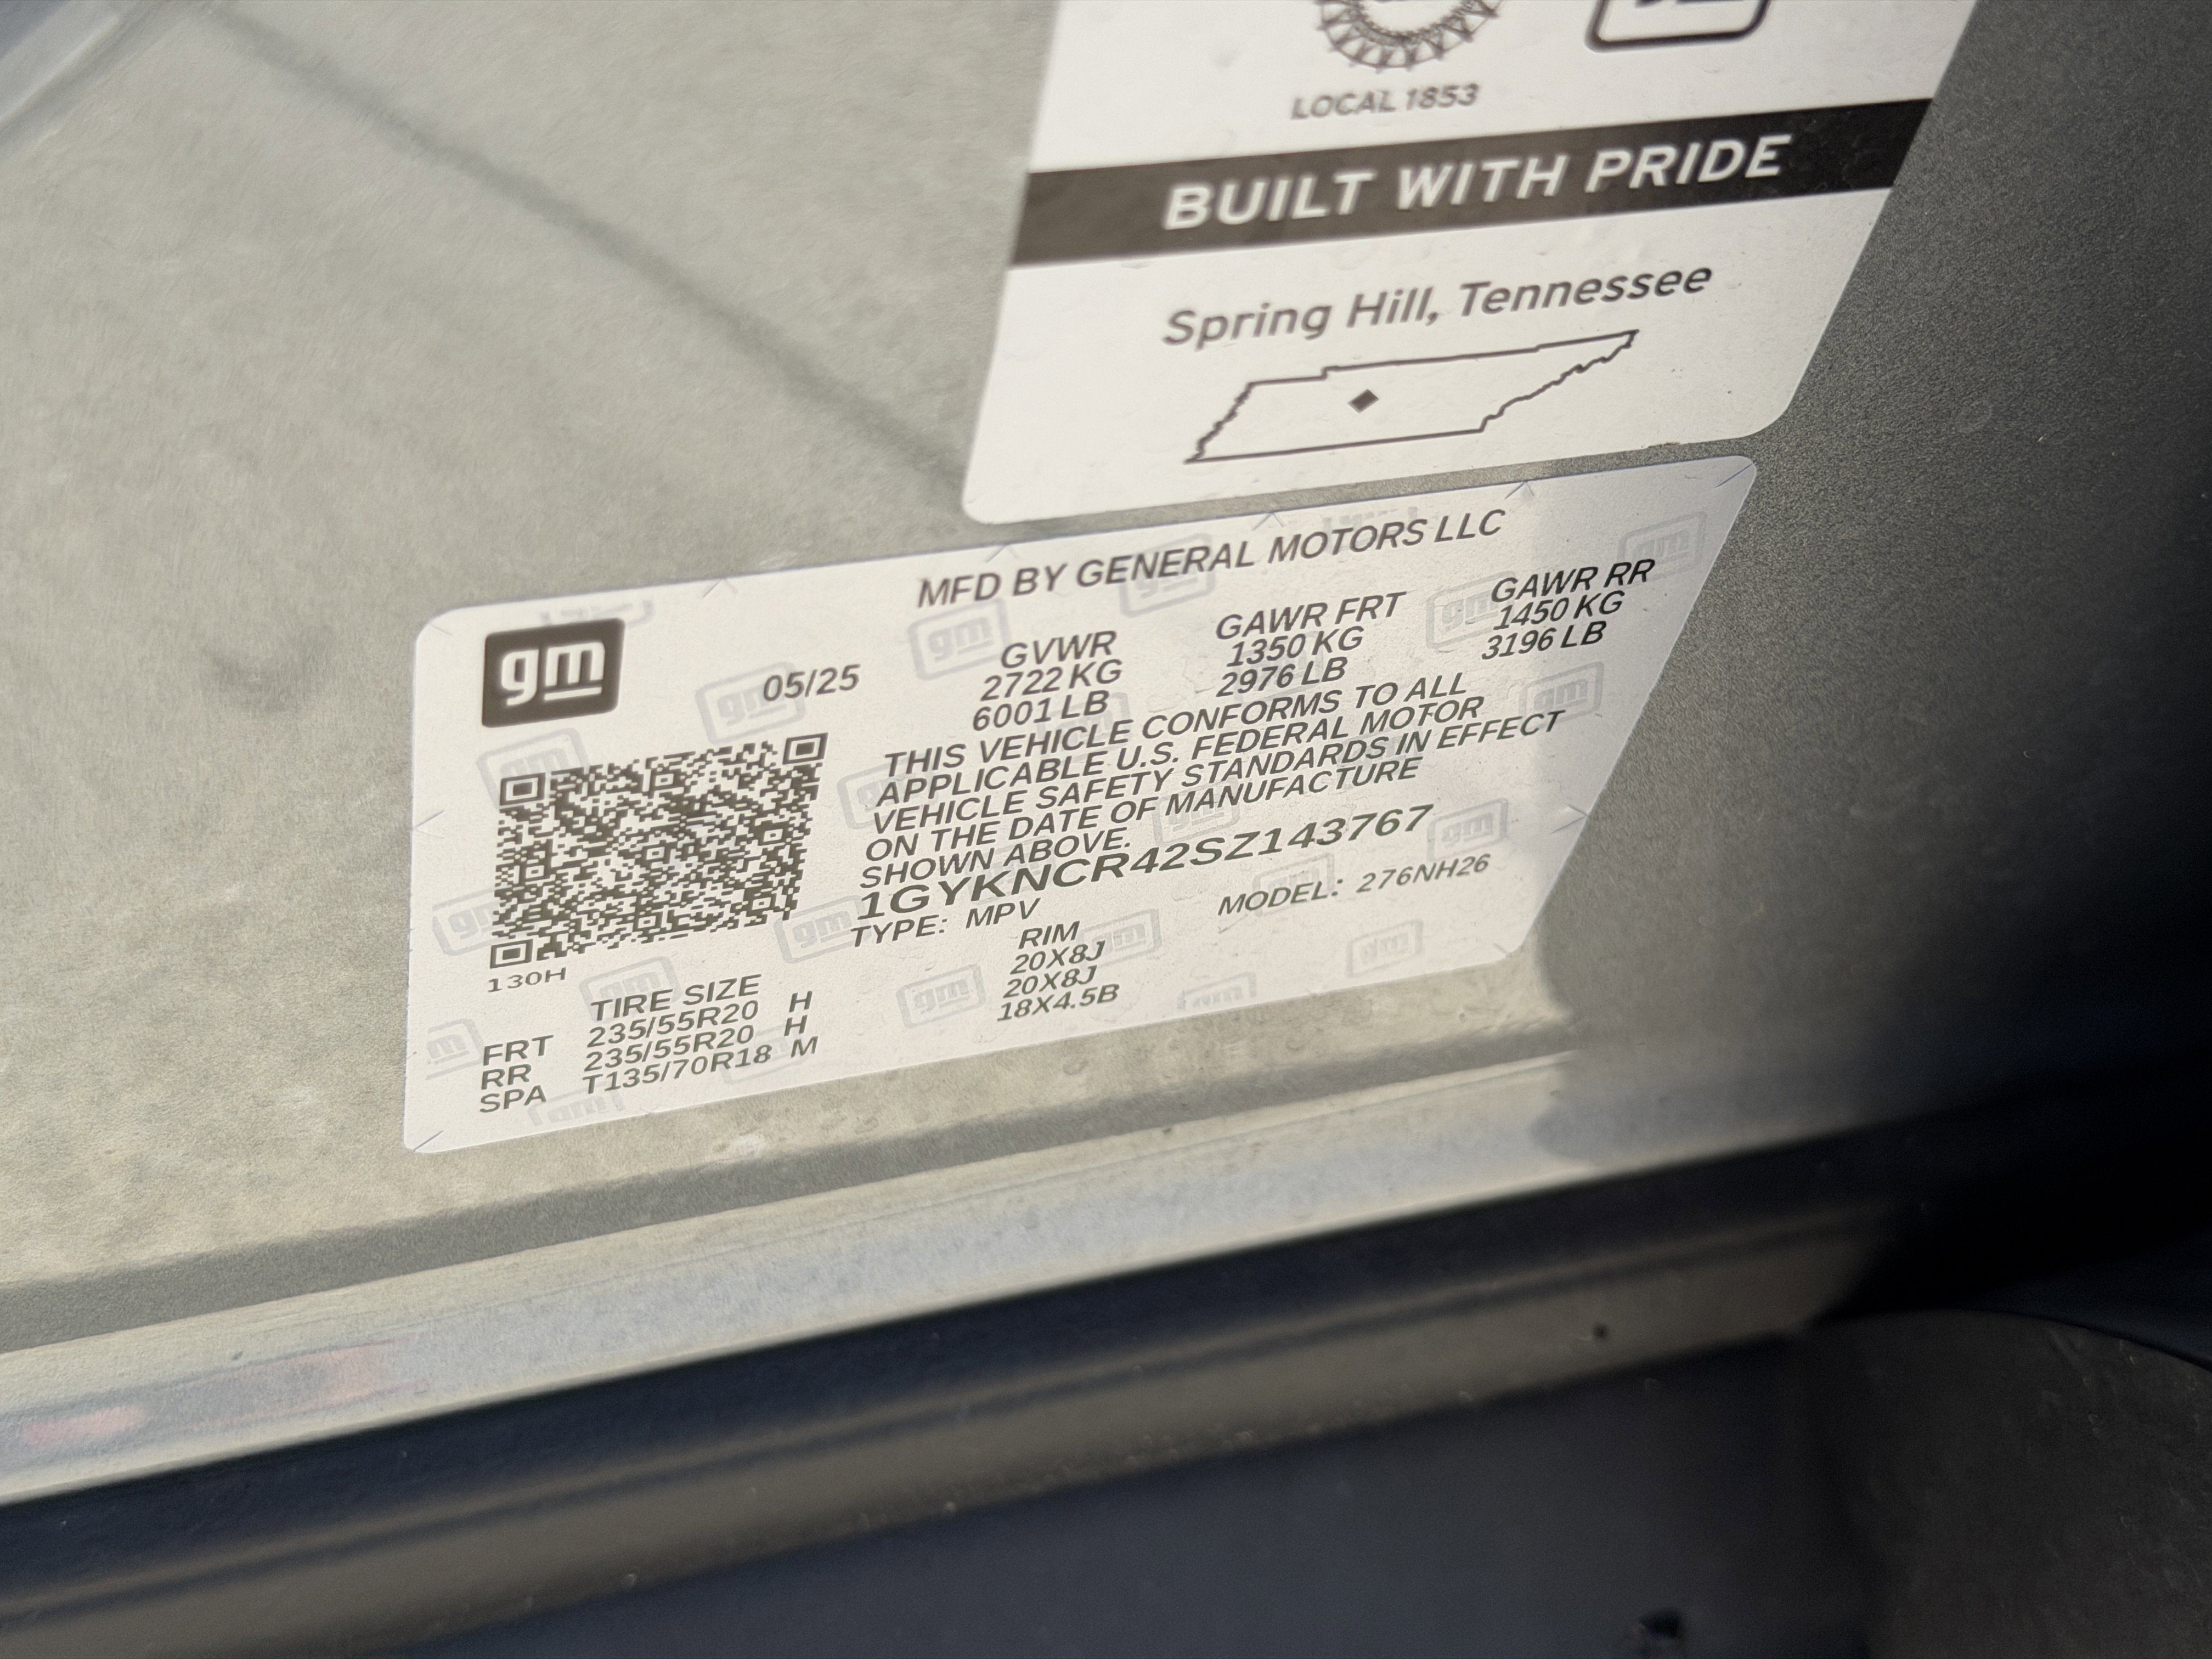 LOCAL 1853
BUILT WITH PRIDE
Spring Hill, Tennessee
MFD BY GENERAL MOTORS LLC
gm
05/25
GVWR
2722 KG
6001 LB
GAWR FRT
1350 KG
2976 LB
GAWR RR
1450 KG
3196 LB
THIS VEHICLE CONFORMS TO ALL
APPLICABLE U.S. FEDERAL MOTOR
VEHICLE SAFETY STANDARDS IN EFFECT
ON THE DATE OF MANUFACTURE
SHOWN ABOVE.
1GYKNCR42SZ143767
TYPE: MPV
MODEL: 276NH26
130H
TIRE SIZE
RIM
FRT 235/55R20 H 20X8J
RR 235/55R20 H 20X8J
SPA T135/70R18 M 18X4.5B